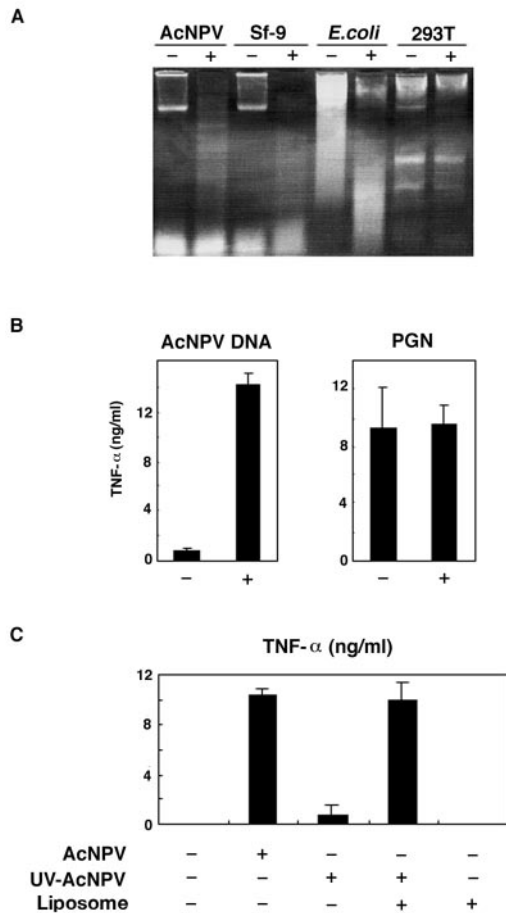 A
AcNPV Sf-9 E.coli 293T
– + – + – + – +
B
AcNPV DNA PGN
TNF-α (ng/ml)
12
8
4
0
– +
12
8
4
0
– +
C
TNF- α (ng/ml)
12
8
4
0
AcNPV – + – – –
UV-AcNPV – – + + –
Liposome – – – + +